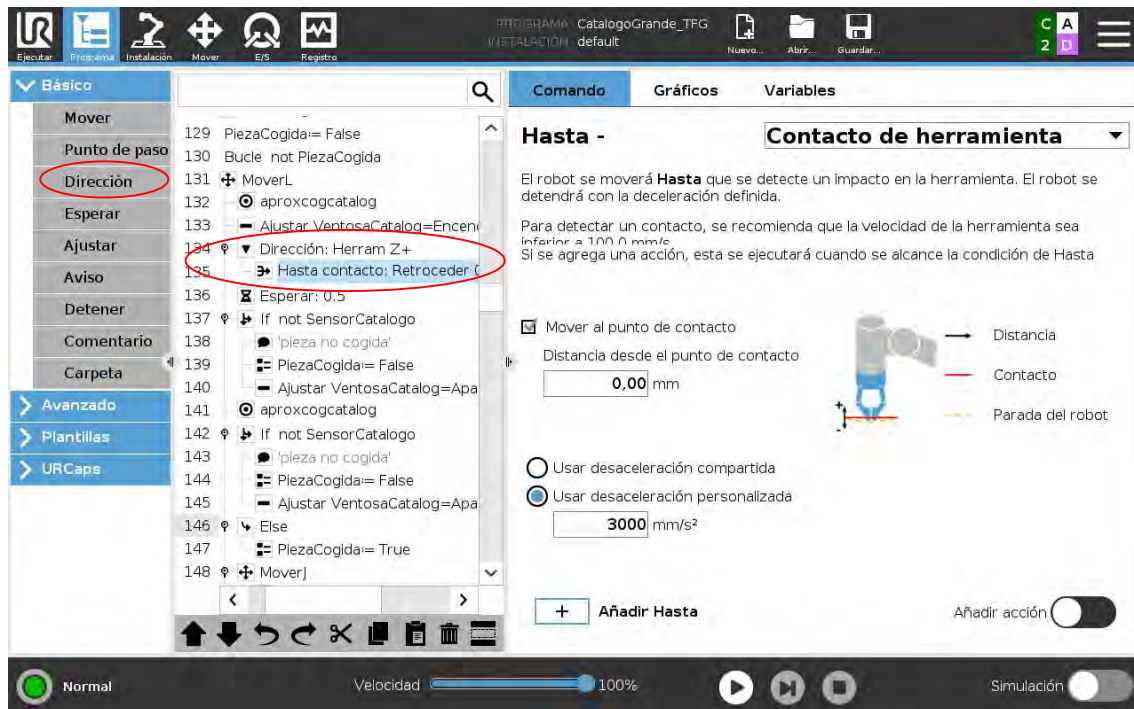 UR
PROGRAMA CatalogoGrande_TFG
INSTALACIÓN default
Ejecutar Programa Instalación Mover E/S Registro
Nuevo... Abrir... Guardar...
C A
2 D
Básico
Mover
Punto de paso
Dirección
Esperar
Ajustar
Aviso
Detener
Comentario
Carpeta
Avanzado
Plantillas
URCaps
129 PiezaCogida≔ False
130 Bucle not PiezaCogida
131 MoverL
132 aproxcogcatalog
133 Ajustar VentosaCatalog=Encen
134 Dirección: Herram Z+
135 Hasta contacto: Retroceder
136 Esperar: 0.5
137 If not SensorCatalogo
138 'pieza no cogida'
139 PiezaCogida≔ False
140 Ajustar VentosaCatalog=Apa
141 aproxcogcatalog
142 If not SensorCatalogo
143 'pieza no cogida'
144 PiezaCogida≔ False
145 Ajustar VentosaCatalog=Apa
146 Else
147 PiezaCogida≔ True
148 MoverJ
Comando Gráficos Variables
Hasta - Contacto de herramienta
El robot se moverá Hasta que se detecte un impacto en la herramienta. El robot se
detendrá con la deceleración definida.
Para detectar un contacto, se recomienda que la velocidad de la herramienta sea
inferior a 100,0 mm/s
Si se agrega una acción, esta se ejecutará cuando se alcance la condición de Hasta
Mover al punto de contacto
Distancia desde el punto de contacto
0,00 mm
Distancia
Contacto
Parada del robot
+
-
Usar desaceleración compartida
Usar desaceleración personalizada
3000 mm/s²
+ Añadir Hasta
Añadir acción
Normal
Velocidad 100%
Simulación